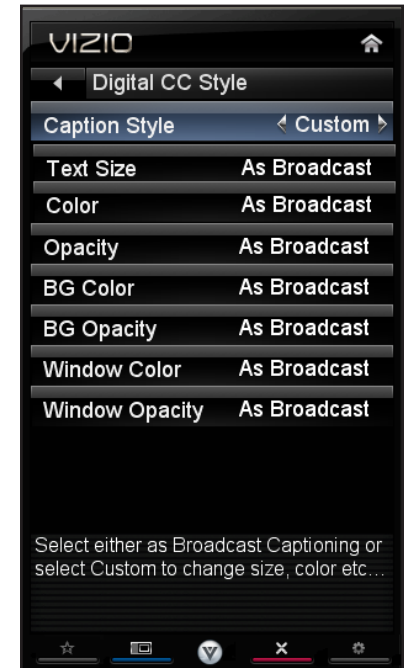 VIZIO
Digital CC Style
Caption Style Custom
Text Size As Broadcast
Color As Broadcast
Opacity As Broadcast
BG Color As Broadcast
BG Opacity As Broadcast
Window Color As Broadcast
Window Opacity As Broadcast
Select either as Broadcast Captioning or
select Custom to change size, color etc...
V